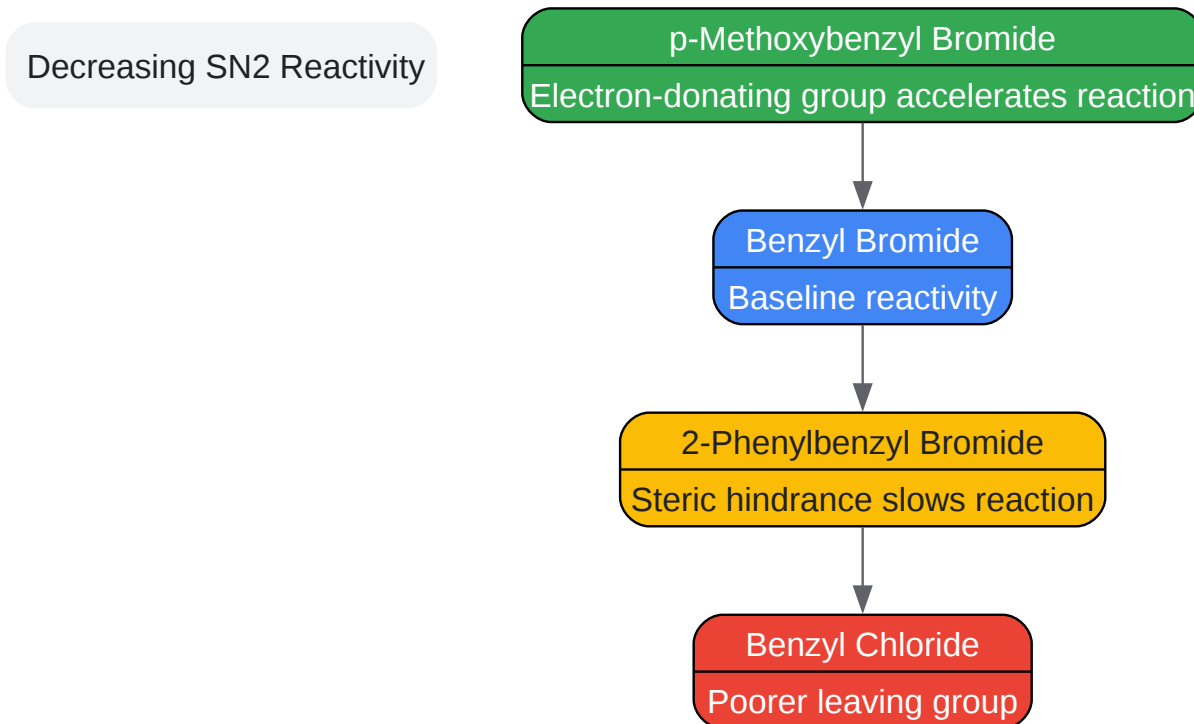 Decreasing SN2 Reactivity
p-Methoxybenzyl Bromide
Electron-donating group accelerates reaction
Benzyl Bromide
Baseline reactivity
2-Phenylbenzyl Bromide
Steric hindrance slows reaction
Benzyl Chloride
Poorer leaving group